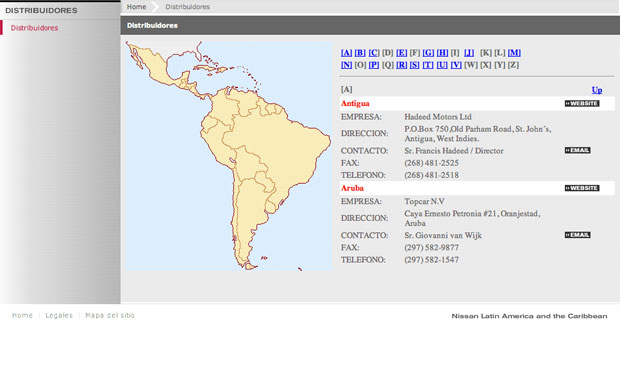 DISTRIBUIDORES
Distribuidores
Home Distribuidores
Distribuidores
[A] [B] [C] [D] [E] [F] [G] [H] [I] [J] [K] [L] [M]
[N] [O] [P] [Q] [R] [S] [T] [U] [V] [W] [X] [Y] [Z]
[A] Up
Antigua WEBSITE
EMPRESA: Hadeed Motors Ltd
DIRECCION: P.O.Box 750,Old Parham Road, St. John´s,
Antigua, West Indies.
CONTACTO: Sr. Francis Hadeed / Director EMAIL
FAX: (268) 481-2525
TELEFONO: (268) 481-2518
Aruba WEBSITE
EMPRESA: Topcar N.V
DIRECCION: Caya Ernesto Petronia #21, Oranjestad,
Aruba
CONTACTO: Sr. Giovanni van Wijk EMAIL
FAX: (297) 582-9877
TELEFONO: (297) 582-1547
Home | Legales | Mapa del sitio
Nissan Latin America and the Caribbean